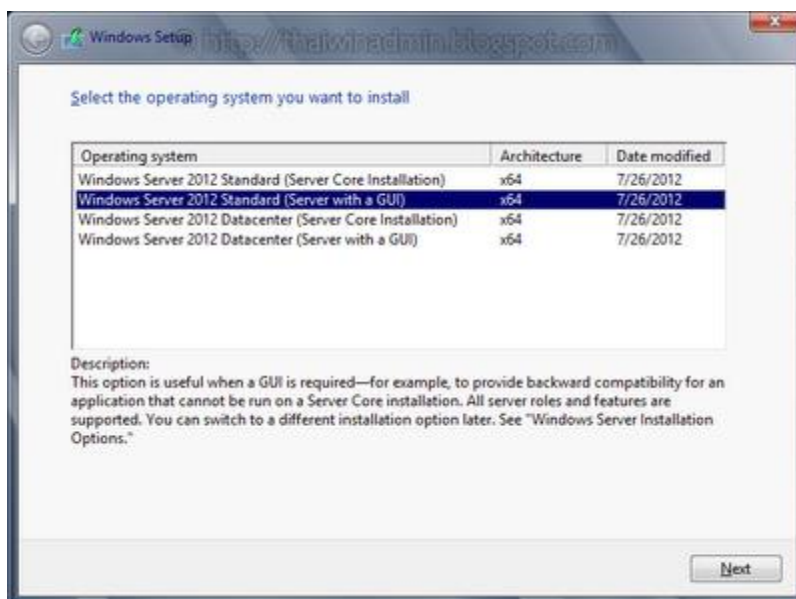 Windows Setup
http://thaiwinadmin.blogspot.com
Select the operating system you want to install
Operating system Architecture Date modified
Windows Server 2012 Standard (Server Core Installation) x64 7/26/2012
Windows Server 2012 Standard (Server with a GUI) x64 7/26/2012
Windows Server 2012 Datacenter (Server Core Installation) x64 7/26/2012
Windows Server 2012 Datacenter (Server with a GUI) x64 7/26/2012
Description:
This option is useful when a GUI is required—for example, to provide backward compatibility for an
application that cannot be run on a Server Core installation. All server roles and features are
supported. You can switch to a different installation option later. See "Windows Server Installation
Options."
Next